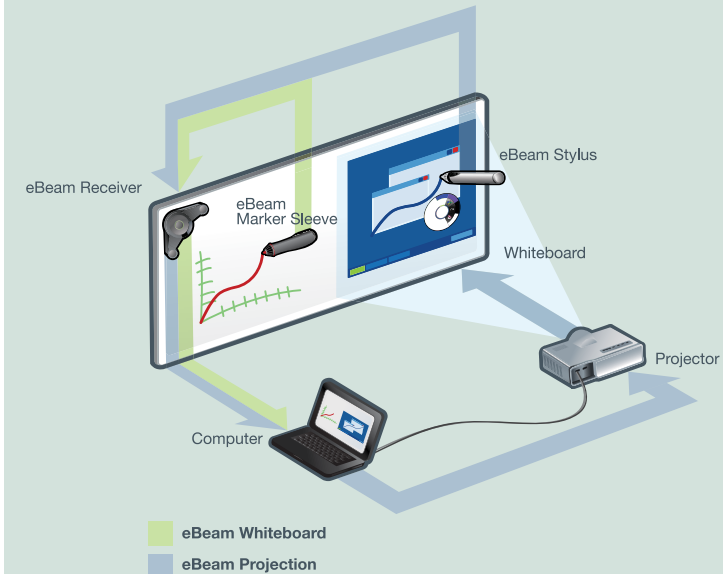 eBeam Stylus
eBeam Receiver
eBeam
Marker Sleeve
Whiteboard
Projector
Computer
eBeam Whiteboard
eBeam Projection